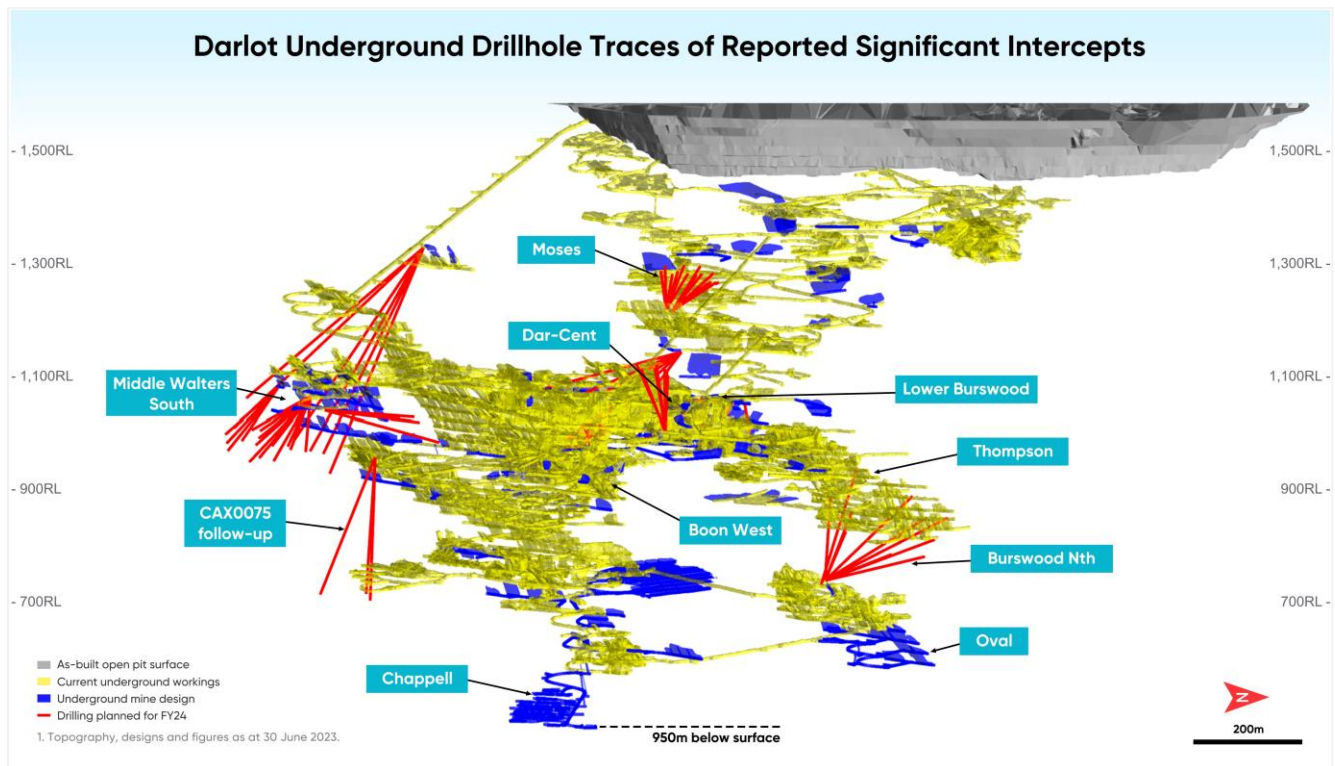 Darlot Underground Drillhole Traces of Reported Significant Intercepts
- 1,500RL
1,500RL -
Moses
- 1,300RL
1,300RL -
Dar-Cent
- 1,100RL
1,100RL -
Middle Walters
South
Lower Burswood
Thompson
- 900RL
900RL -
CAX0075
follow-up
Boon West
Burswood Nth
- 700RL
700RL -
Oval
Chappell
As-built open pit surface
Current underground workings
Underground mine design
Drilling planned for FY24
1. Topography, designs and figures as at 30 June 2023.
950m below surface
N
200m